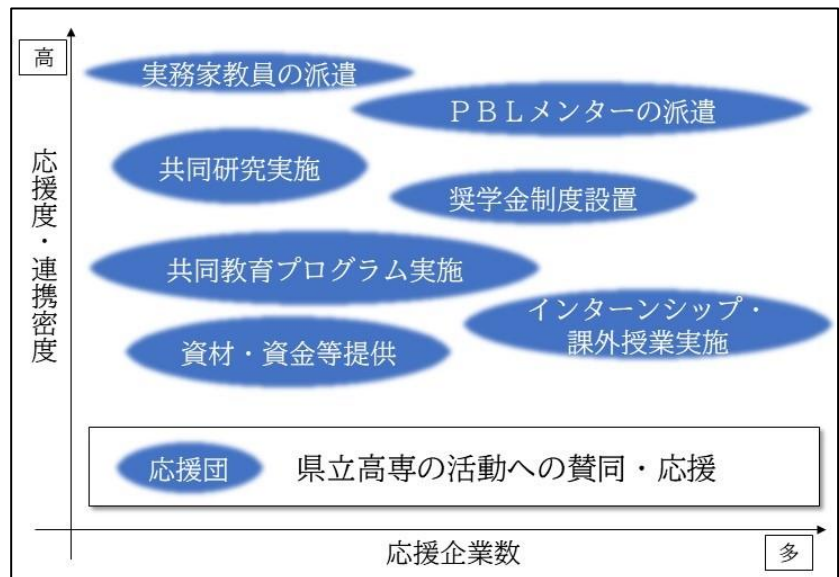 高
実務家教員の派遣
ＰＢＬメンターの派遣
共同研究実施
奨学金制度設置
共同教育プログラム実施
インターンシップ・
課外授業実施
資材・資金等提供
応援団
県立高専の活動への賛同・応援
応援度・連携密度
応援企業数
多